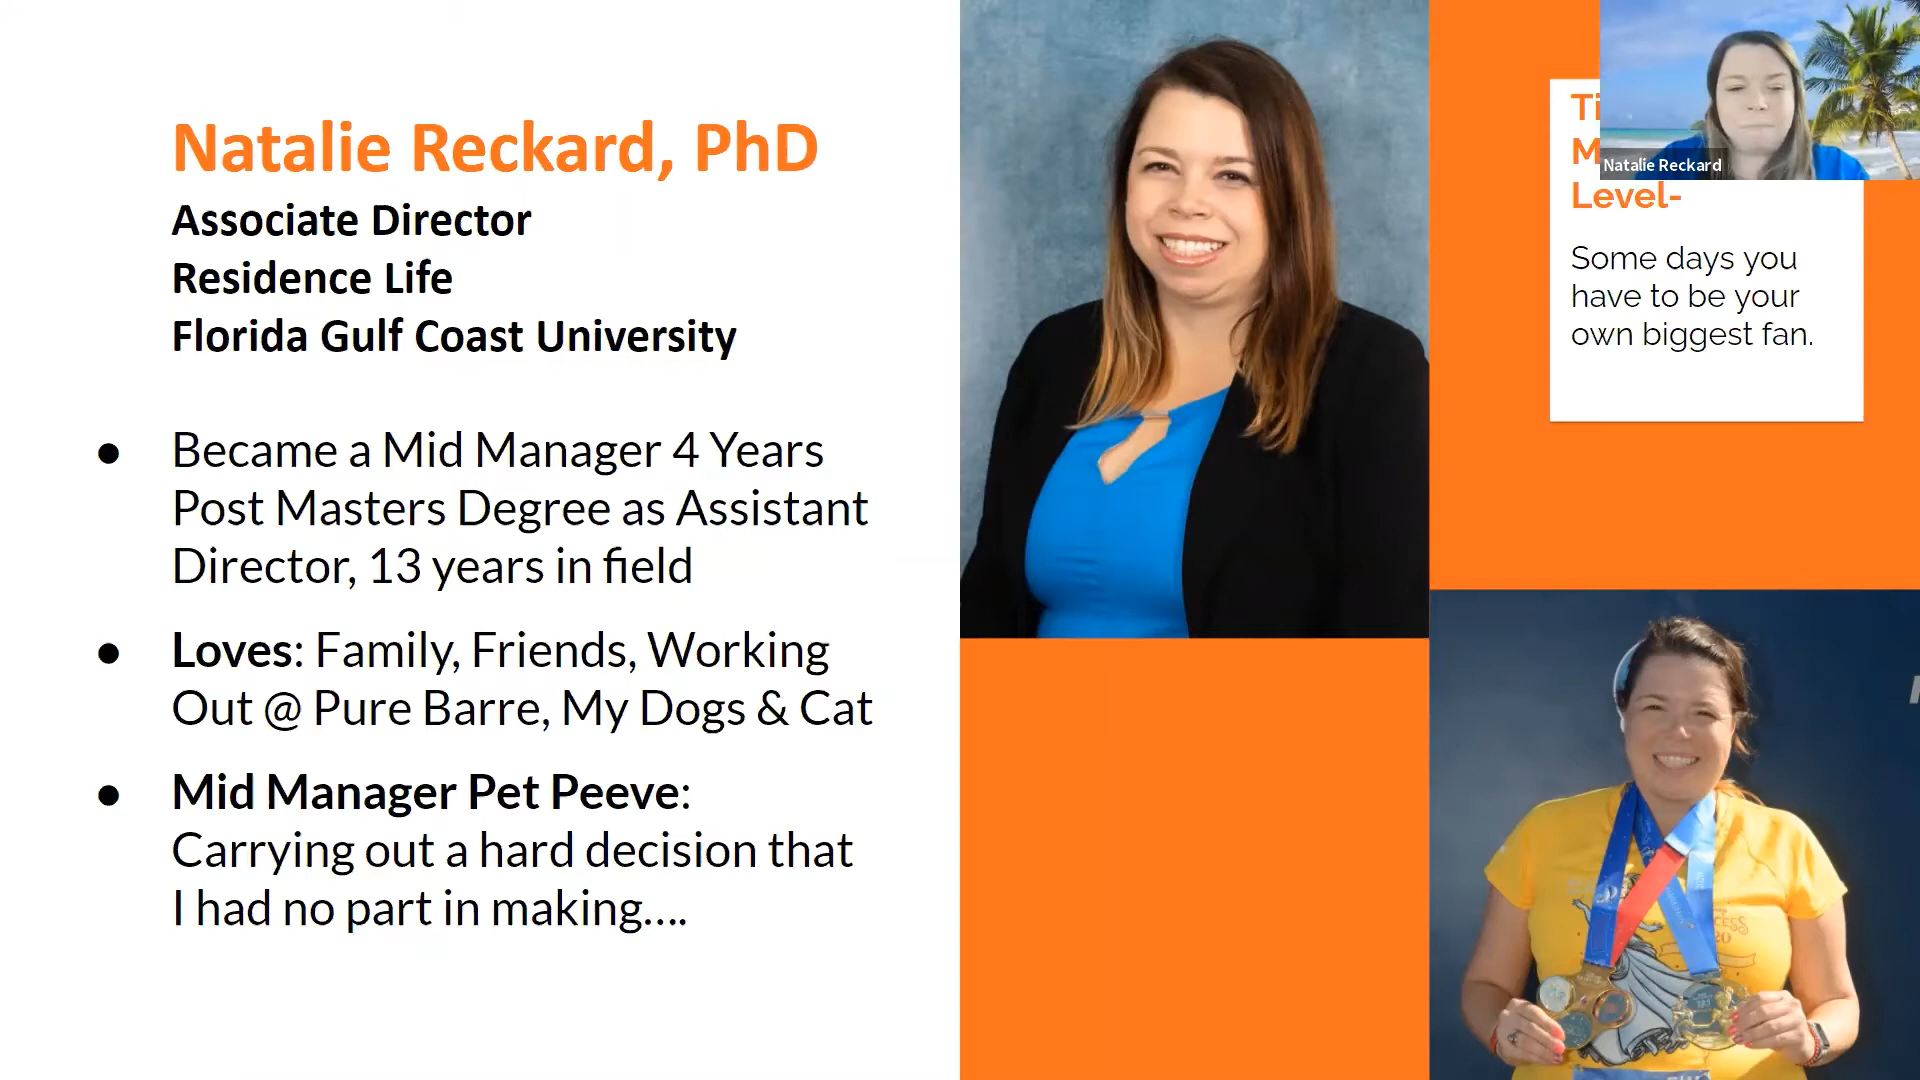 Natalie Reckard, PhD
Associate Director
Residence Life
Florida Gulf Coast University
● Became a Mid Manager 4 Years
Post Masters Degree as Assistant
Director, 13 years in field
● Loves: Family, Friends, Working
Out @ Pure Barre, My Dogs & Cat
● Mid Manager Pet Peeve:
Carrying out a hard decision that
I had no part in making....
Level-
Some days you
have to be your
own biggest fan.
Natalie Reckard